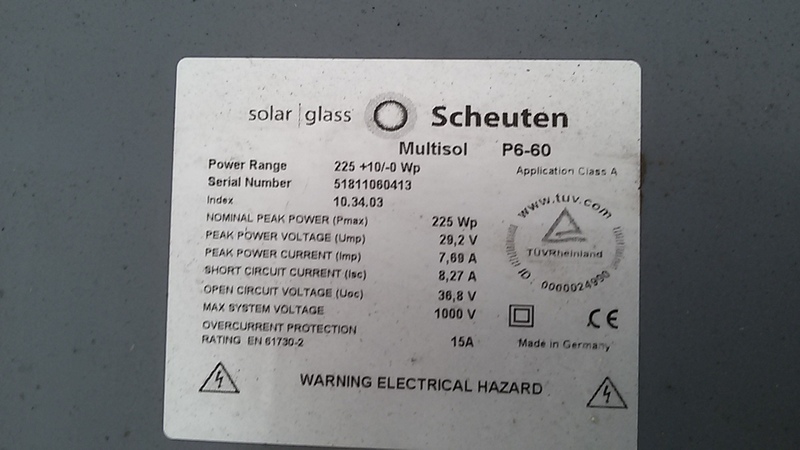 solar glass Scheuten
Multisol P6-60
Power Range 225 +10/-0 Wp
Application Class A
Serial Number 51811060413
Index 10.34.03
NOMINAL PEAK POWER (Pmax) 225 Wp
PEAK POWER VOLTAGE (Ump) 29,2 V
PEAK POWER CURRENT (Imp) 7,69 A
SHORT CIRCUIT CURRENT (Isc) 8,27 A
OPEN CIRCUIT VOLTAGE (Uoc) 36,8 V
MAX SYSTEM VOLTAGE 1000 V
OVERCURRENT PROTECTION
RATING EN 61730-2 15A
www.tuv.com
TÜVRheinland
ID 0000024990
CE
Made in Germany
WARNING ELECTRICAL HAZARD